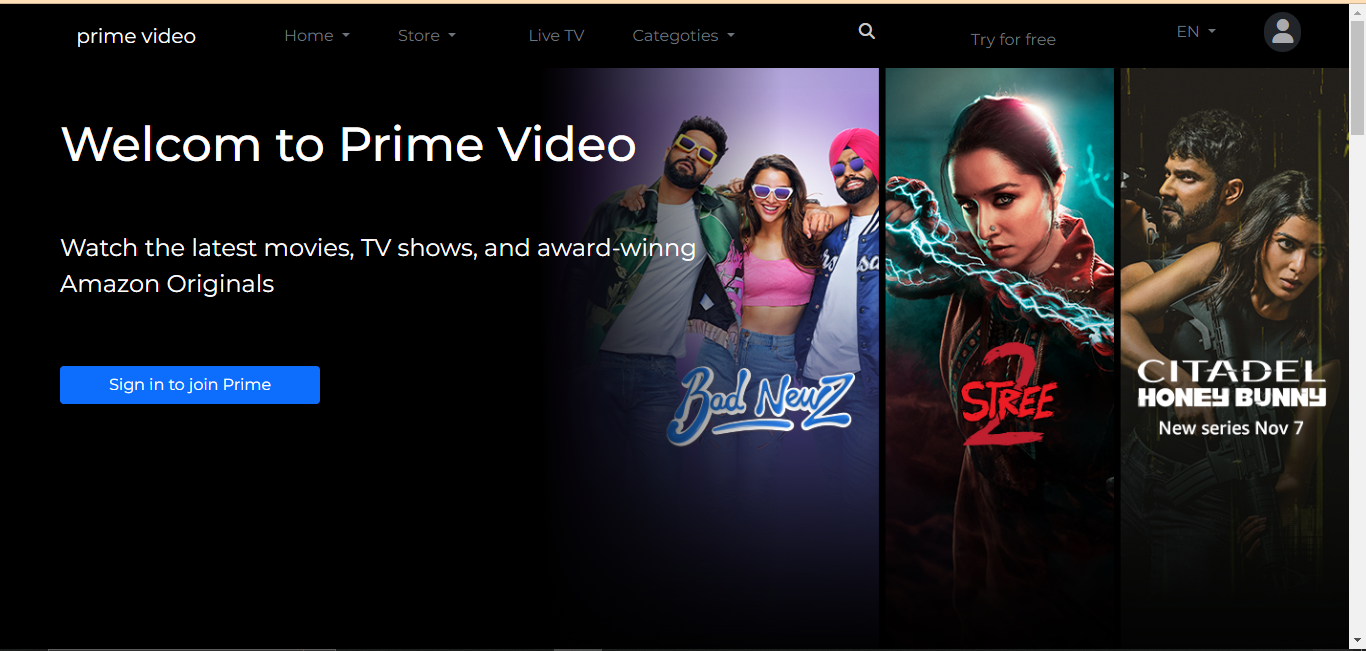 prime video
Home
Store
Live TV
Categoties
Try for free
EN
Welcom to Prime Video
Watch the latest movies, TV shows, and award-winng
Amazon Originals
Sign in to join Prime
Bad Newz
STREE
2
CITADEL
HONEY BUNNY
New series Nov 7